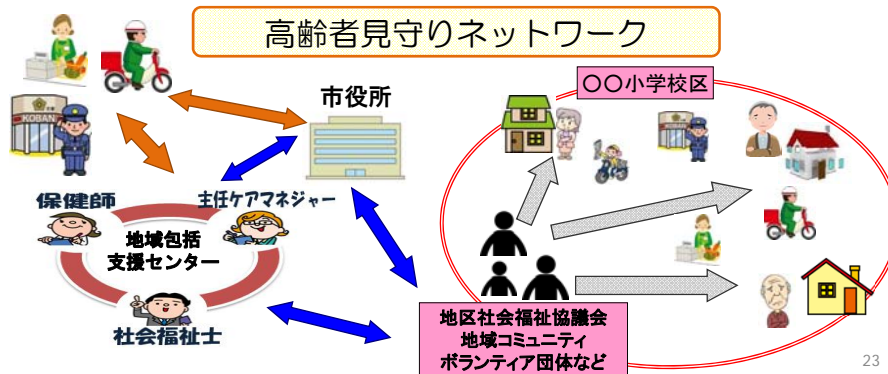 高齢者見守りネットワーク
〇〇小学校区
市役所
KOBAN
KOBAN
保健師
主任ケアマネジャー
地域包括
支援センター
社会福祉士
地区社会福祉協議会
地域コミュニティ
ボランティア団体など
23